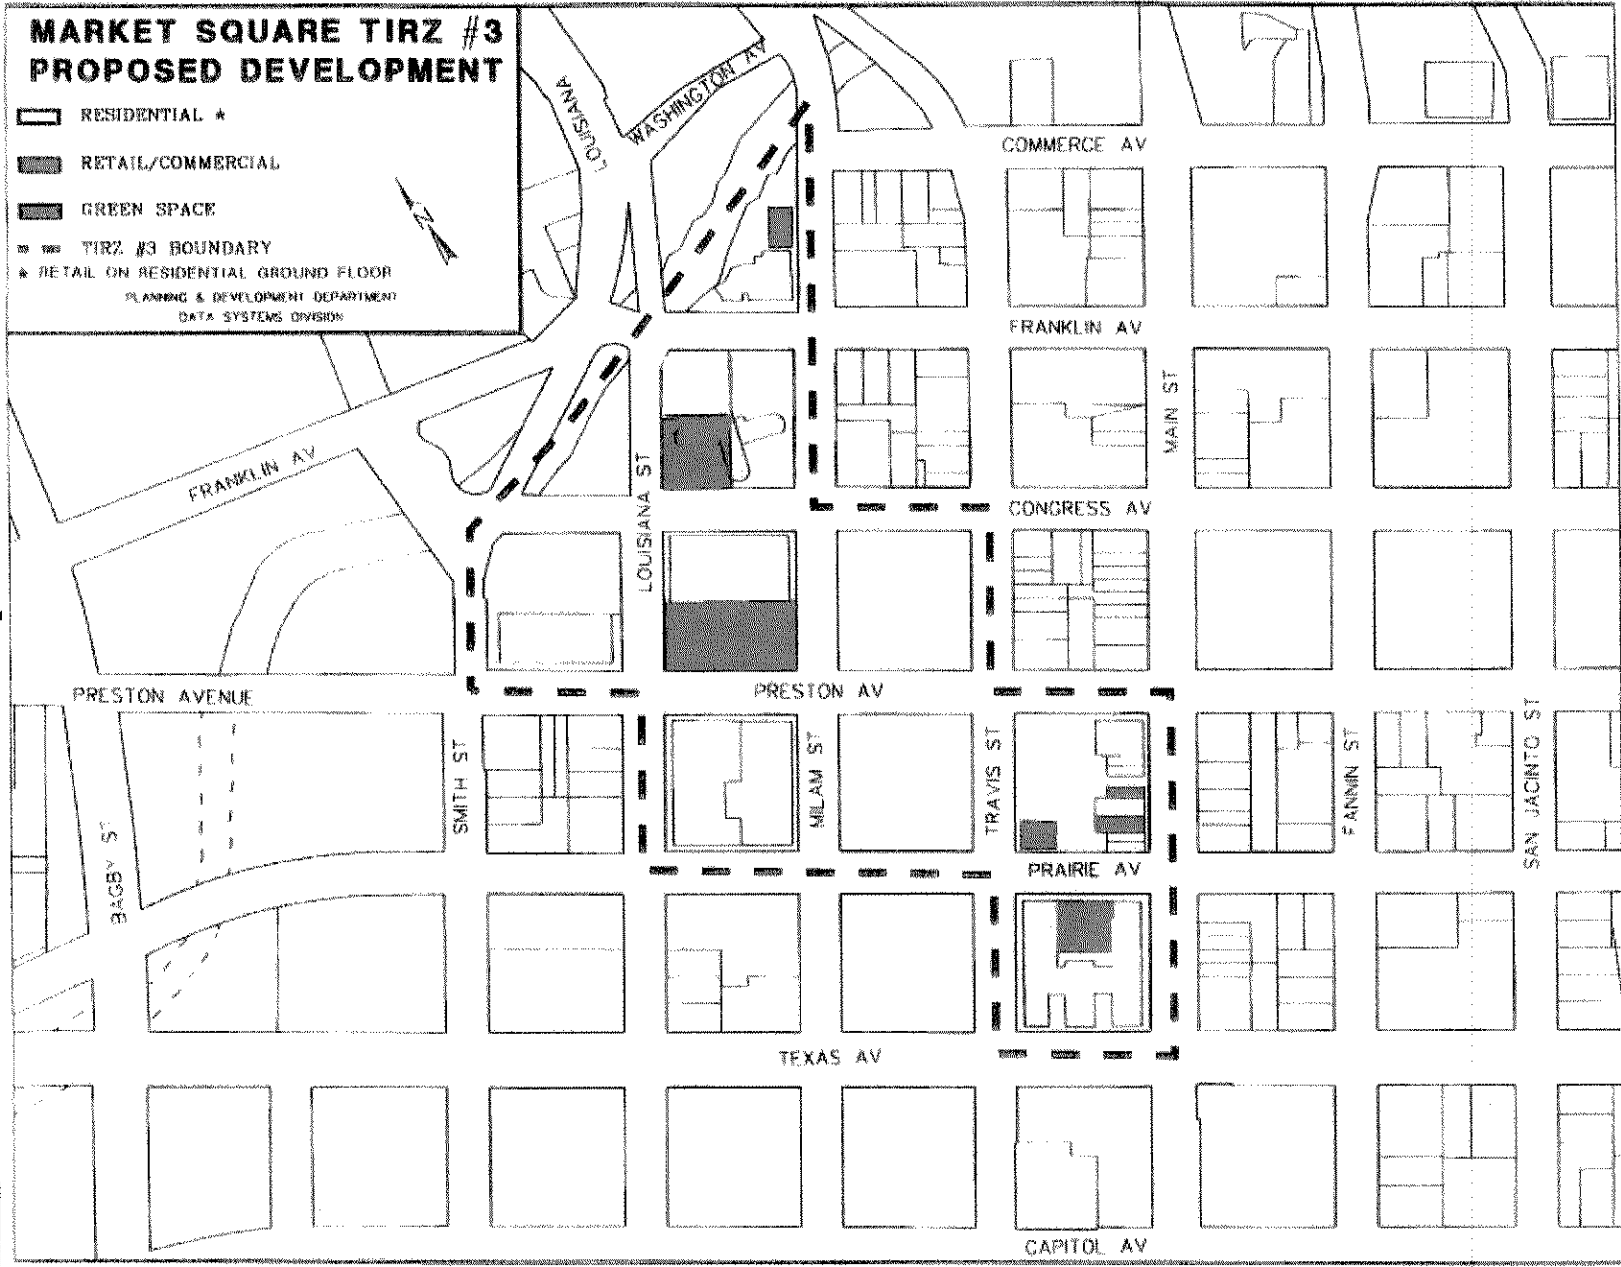 MARKET SQUARE TIRZ #3
PROPOSED DEVELOPMENT
RESIDENTIAL *
RETAIL/COMMERCIAL
GREEN SPACE
TIRZ #3 BOUNDARY
* RETAIL ON RESIDENTIAL GROUND FLOOR
PLANNING & DEVELOPMENT DEPARTMENT
DATA SYSTEMS DIVISION
N
LOUISIANA
WASHINGTON AV
COMMERCE AV
FRANKLIN AV
MAIN ST
FRANKLIN AV
LOUISIANA ST
CONGRESS AV
PRESTON AVENUE
PRESTON AV
BAGBY ST
SMITH ST
MILAM ST
TRAVIS ST
FANNIN ST
SAN JACINTO ST
PRAIRIE AV
TEXAS AV
CAPITOL AV